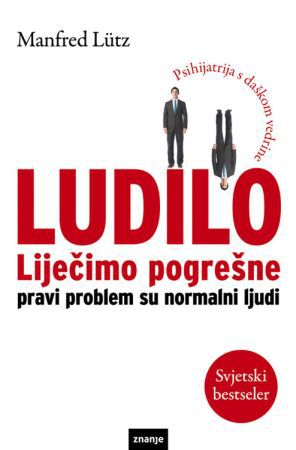 Manfred Lütz
Psihijatrija s daškom vedrine
LUDILO
Liječimo pogrešne
pravi problem su normalni ljudi
Svjetski
bestseler
znanje